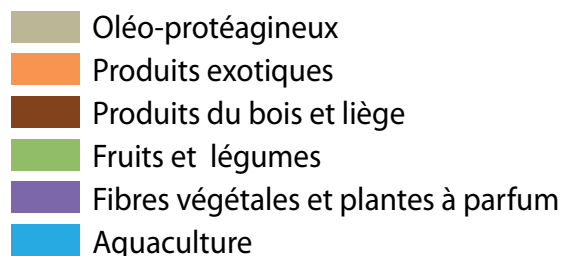 Oléo-protéagineux
Produits exotiques
Produits du bois et liège
Fruits et légumes
Fibres végétales et plantes à parfum
Aquaculture